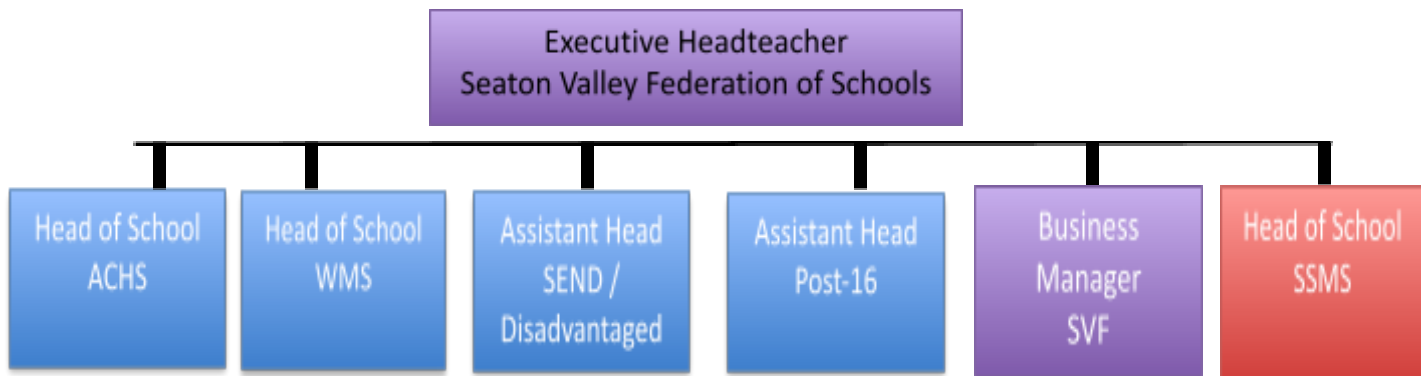 Executive Headteacher
Seaton Valley Federation of Schools
Head of School
ACHS
Head of School
WMS
Assistant Head
SEND /
Disadvantaged
Assistant Head
Post-16
Business
Manager
SVF
Head of School
SSMS